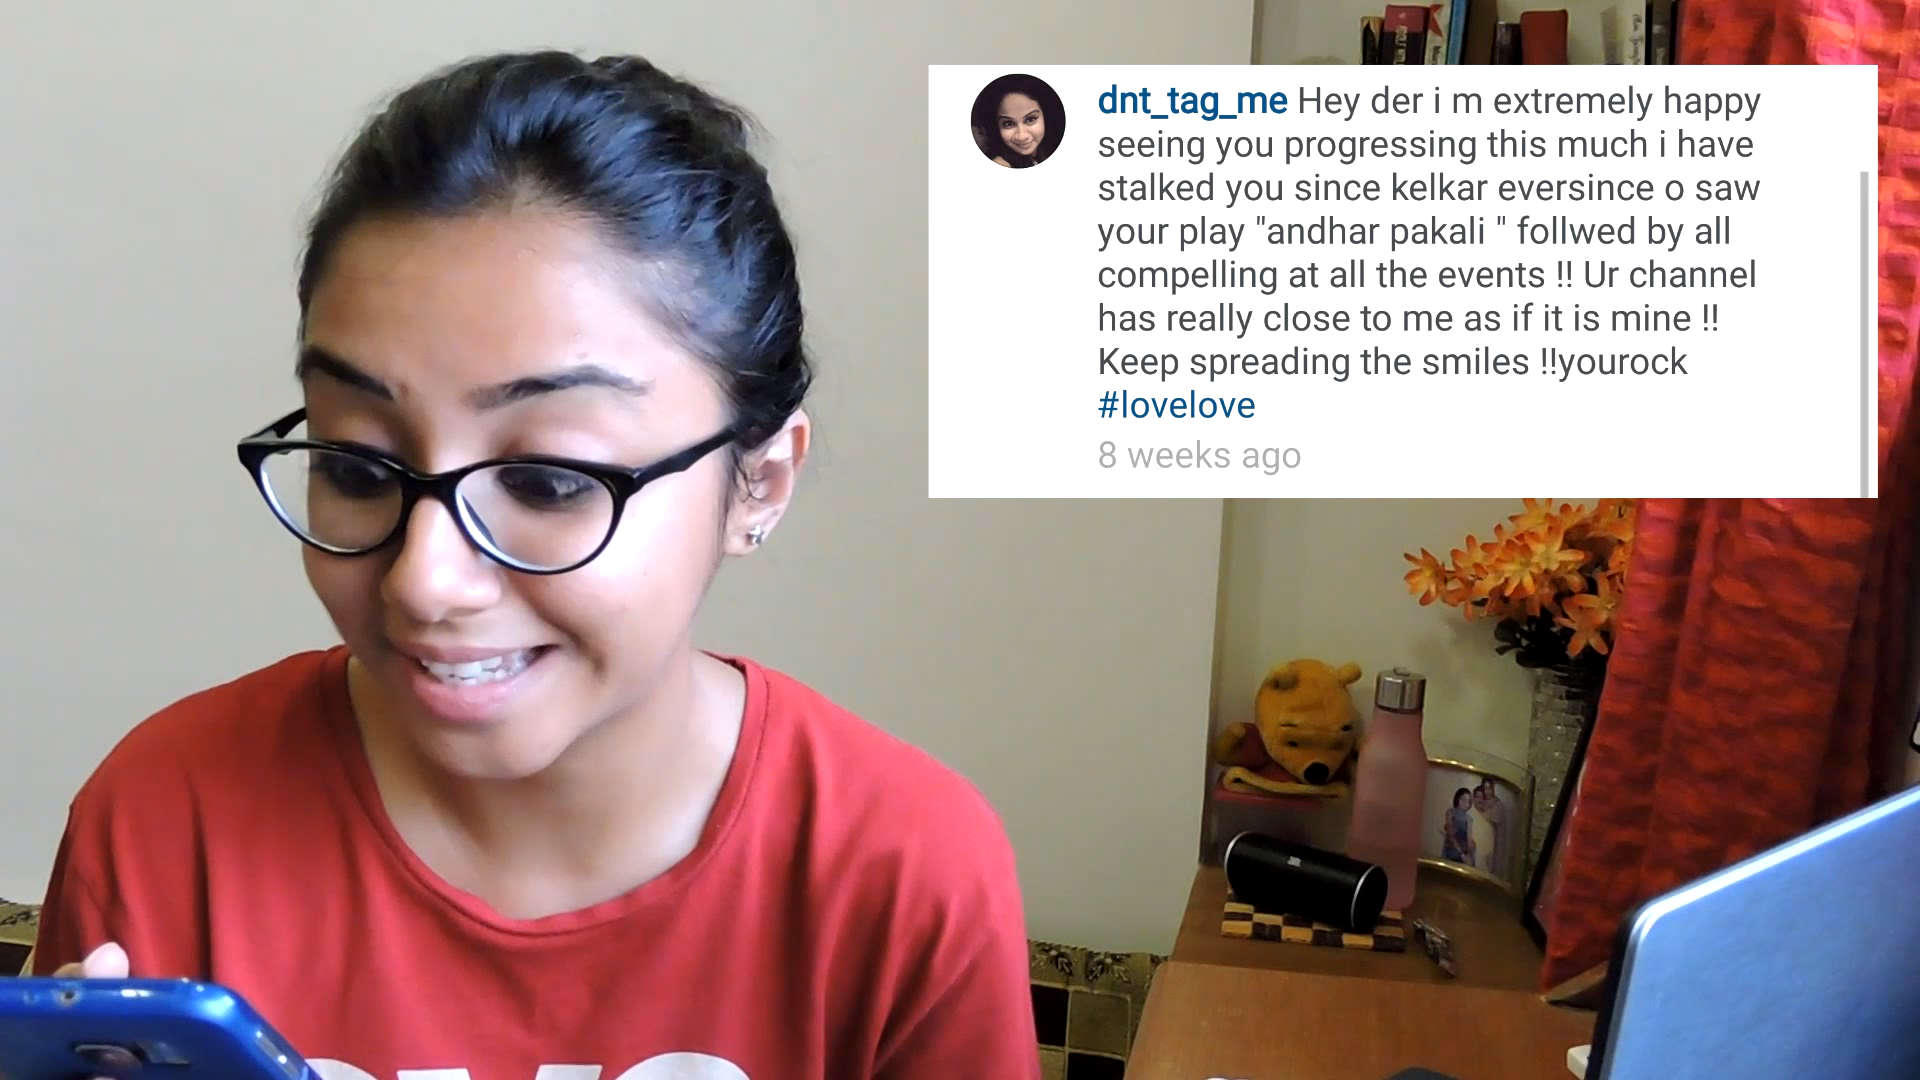 dnt_tag_me Hey der i m extremely happy
seeing you progressing this much i have
stalked you since kelkar eversince o saw
your play "andhar pakali " follwed by all
compelling at all the events !! Ur channel
has really close to me as if it is mine !!
Keep spreading the smiles !!yourock
#lovelove
8 weeks ago